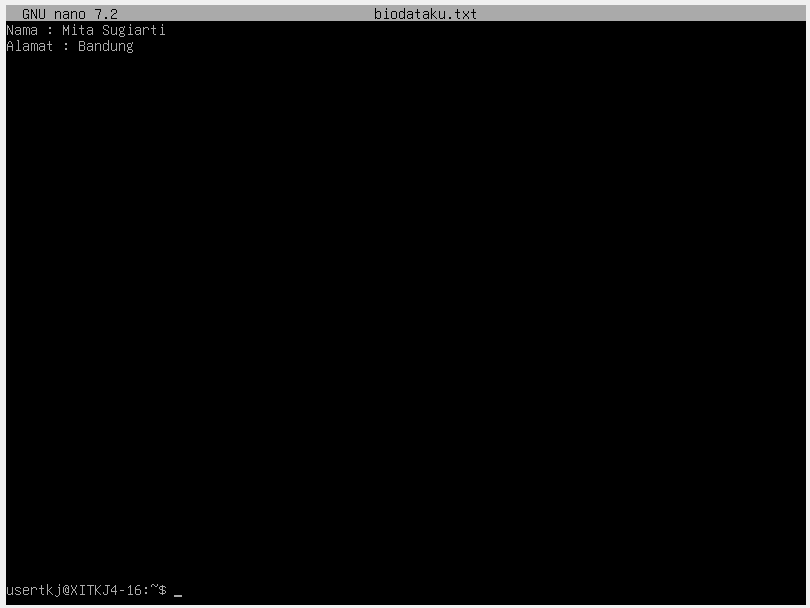 GNU nano 7.2 biodataku.txt
Nama : Mita Sugiarti
Alamat : Bandung
usertkj@XITKJ4-16:~$ _